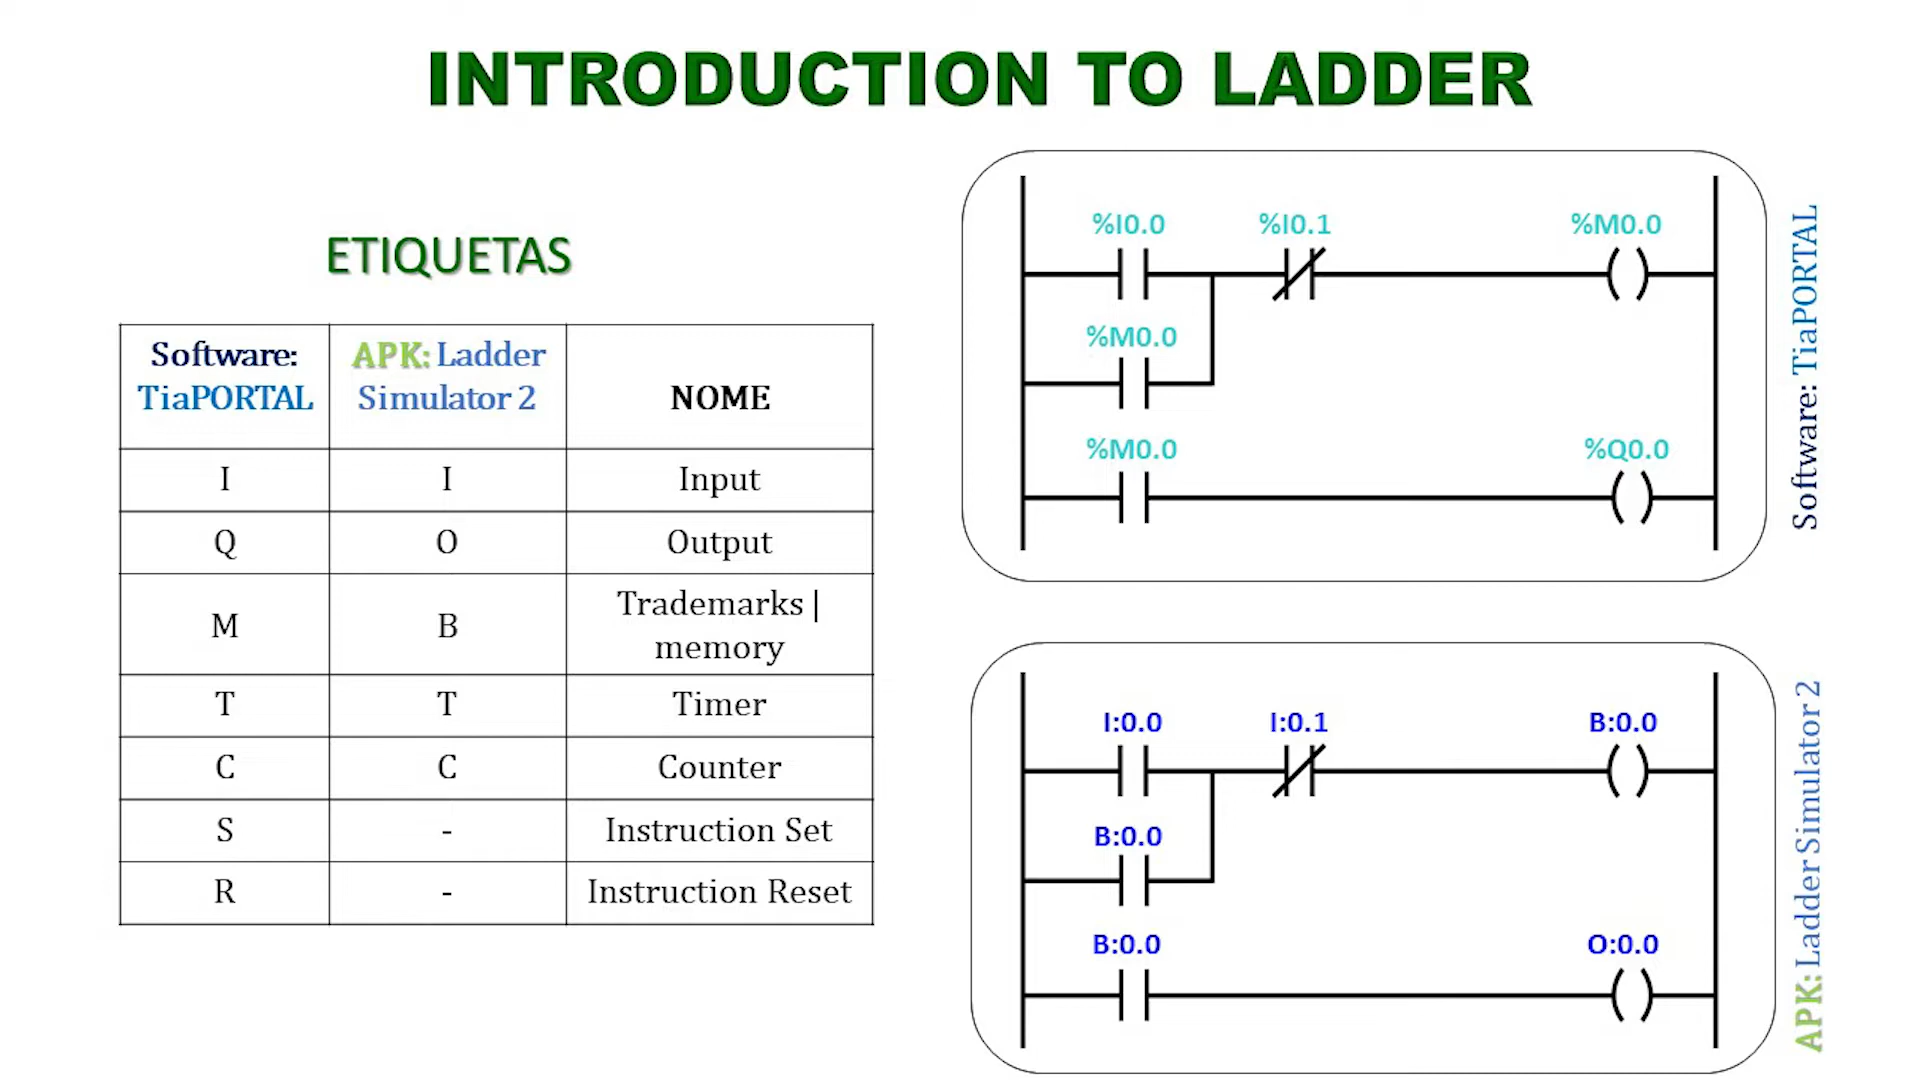 INTRODUCTION TO LADDER
ETIQUETAS
Software:
TiaPORTAL
APK: Ladder
Simulator 2
NOME
I
I
Input
Q
O
Output
M
B
Trademarks |
memory
T
T
Timer
C
C
Counter
S
-
Instruction Set
R
-
Instruction Reset
%I0.0
%I0.1
%M0.0
%M0.0
%M0.0
%Q0.0
Software: TiaPORTAL
I:0.0
I:0.1
B:0.0
B:0.0
B:0.0
O:0.0
APK: Ladder Simulator 2